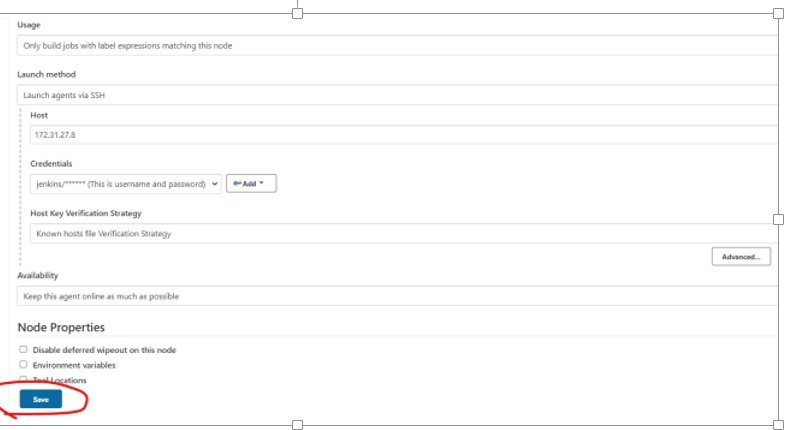 Usage
Only build jobs with label expressions matching this node
Launch method
Launch agents via SSH
Host
172.31.27.8
Credentials
jenkins/****** (This is username and password)
Add
Host Key Verification Strategy
Known hosts file Verification Strategy
Advanced...
Availability
Keep this agent online as much as possible
Node Properties
Disable deferred wipeout on this node
Environment variables
Tool Locations
Save